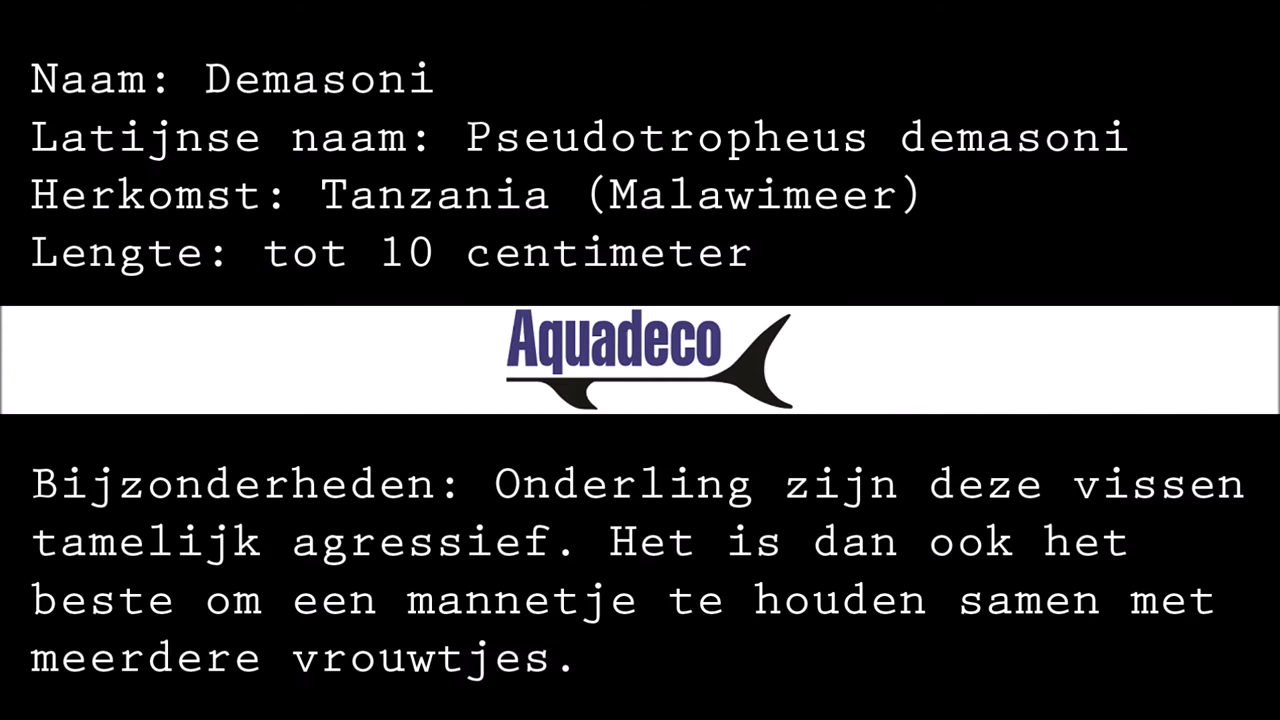 Naam: Demasoni
Latijnse naam: Pseudotropheus demasoni
Herkomst: Tanzania (Malawimeer)
Lengte: tot 10 centimeter
Aquadeco
Bijzonderheden: Onderling zijn deze vissen
tamelijk agressief. Het is dan ook het
beste om een mannetje te houden samen met
meerdere vrouwtjes.